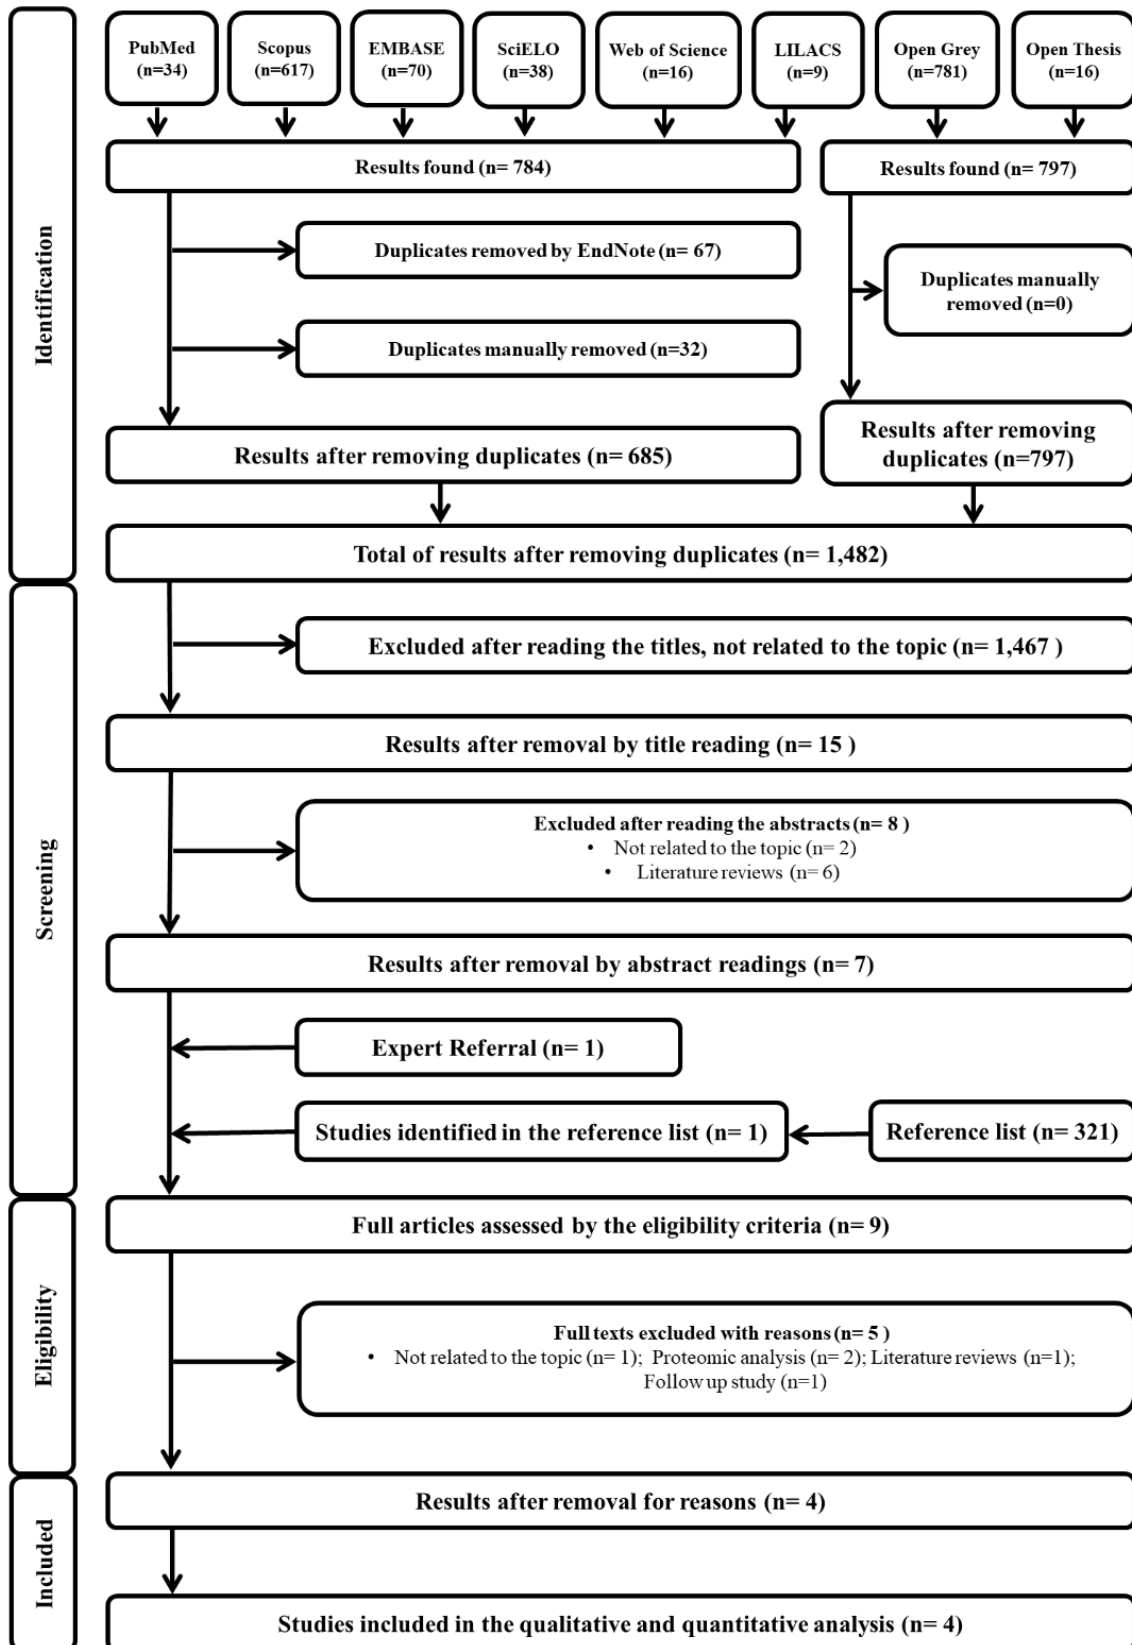 Identification
PubMed
(n=34)
Scopus
(n=617)
EMBASE
(n=70)
SciELO
(n=38)
Web of Science
(n=16)
LILACS
(n=9)
Open Grey
(n=781)
Open Thesis
(n=16)
Results found (n= 784)
Results found (n= 797)
Duplicates removed by EndNote (n= 67)
Duplicates manually
removed (n=0)
Duplicates manually removed (n=32)
Results after removing duplicates (n= 685)
Results after removing
duplicates (n=797)
Total of results after removing duplicates (n= 1,482)
Screening
Excluded after reading the titles, not related to the topic (n= 1,467 )
Results after removal by title reading (n= 15 )
Excluded after reading the abstracts (n= 8 )
• Not related to the topic (n= 2)
• Literature reviews (n= 6)
Results after removal by abstract readings (n= 7)
Expert Referral (n= 1)
Studies identified in the reference list (n= 1)
Reference list (n= 321)
Eligibility
Full articles assessed by the eligibility criteria (n= 9)
Full texts excluded with reasons (n= 5 )
• Not related to the topic (n= 1); Proteomic analysis (n= 2); Literature reviews (n=1);
Follow up study (n=1)
Included
Results after removal for reasons (n= 4)
Studies included in the qualitative and quantitative analysis (n= 4)